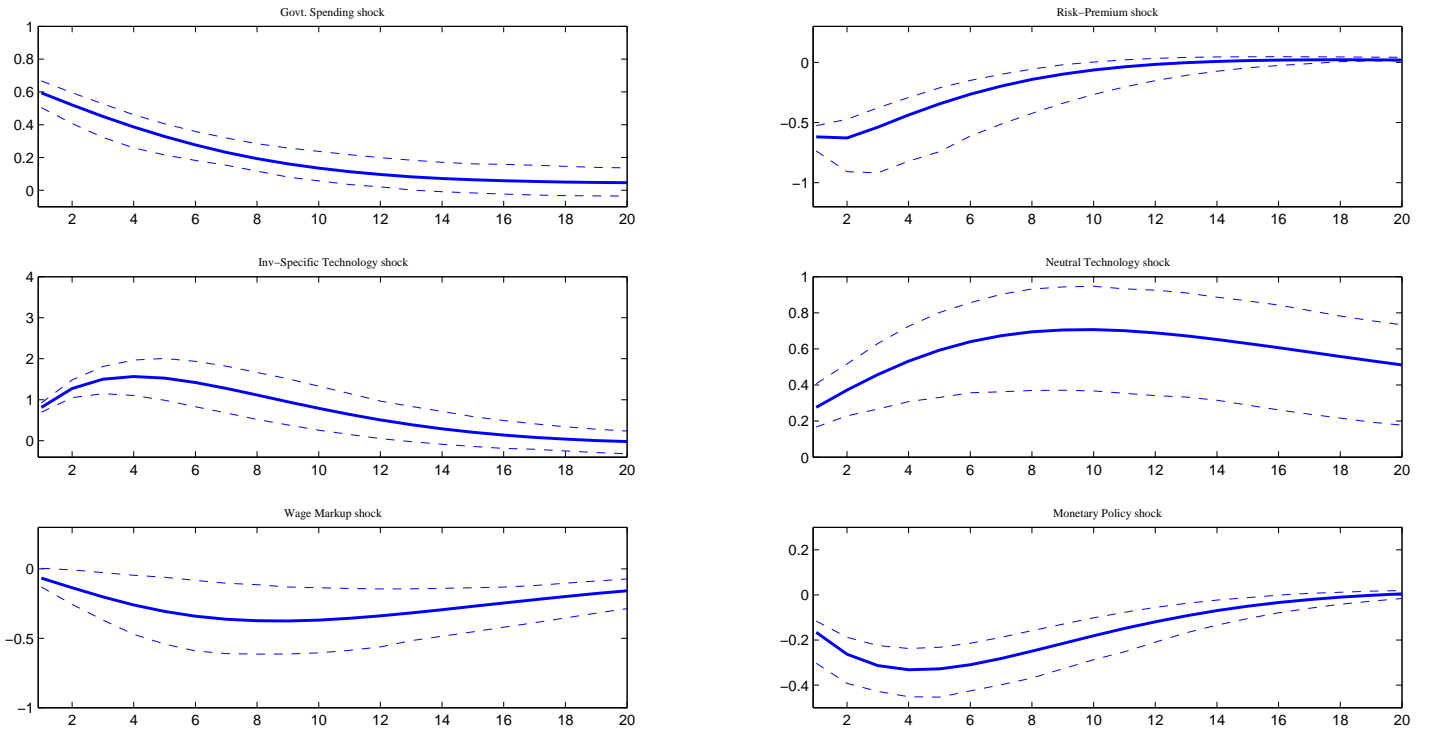 Govt. Spending shock
1
0.8
0.6
0.4
0.2
0
2 4 6 8 10 12 14 16 18 20
Risk−Premium shock
0
−0.5
−1
2 4 6 8 10 12 14 16 18 20
Inv−Specific Technology shock
4
3
2
1
0
2 4 6 8 10 12 14 16 18 20
Neutral Technology shock
1
0.8
0.6
0.4
0.2
0
2 4 6 8 10 12 14 16 18 20
Wage Markup shock
0
−0.5
−1
2 4 6 8 10 12 14 16 18 20
Monetary Policy shock
0.2
0
−0.2
−0.4
2 4 6 8 10 12 14 16 18 20